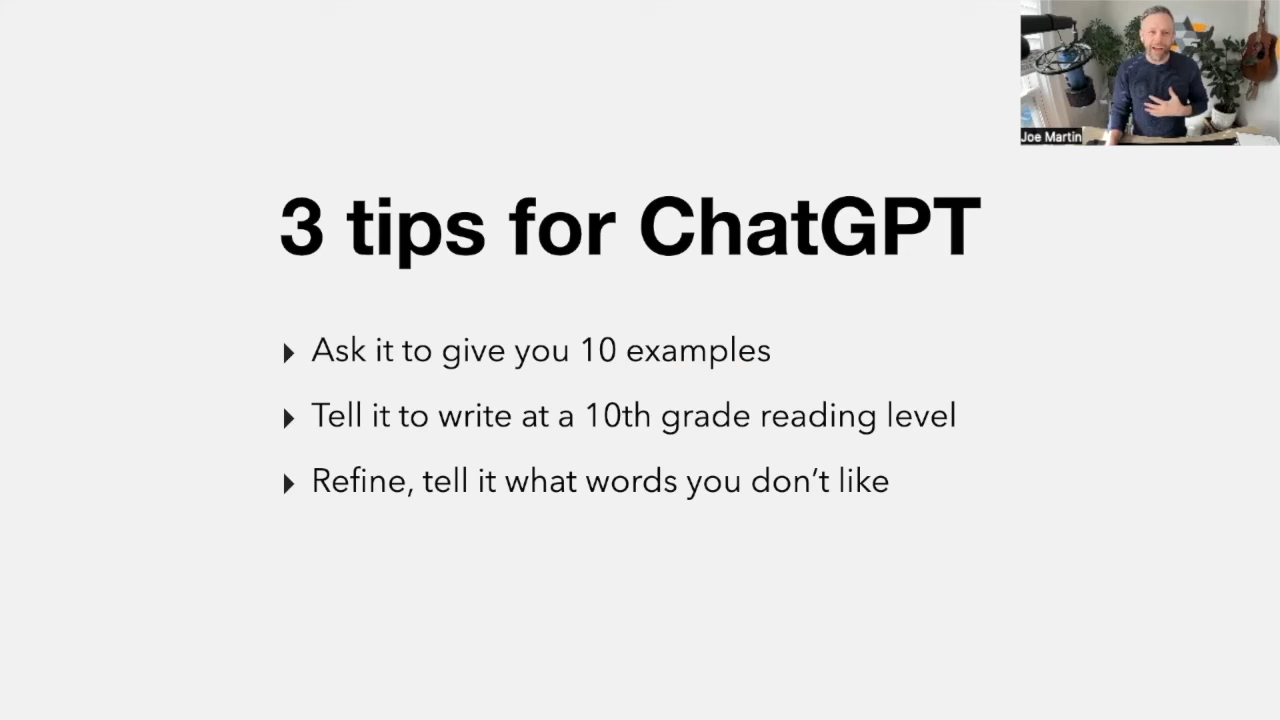 3 tips for ChatGPT
Ask it to give you 10 examples
Tell it to write at a 10th grade reading level
Refine, tell it what words you don’t like
Joe Martin